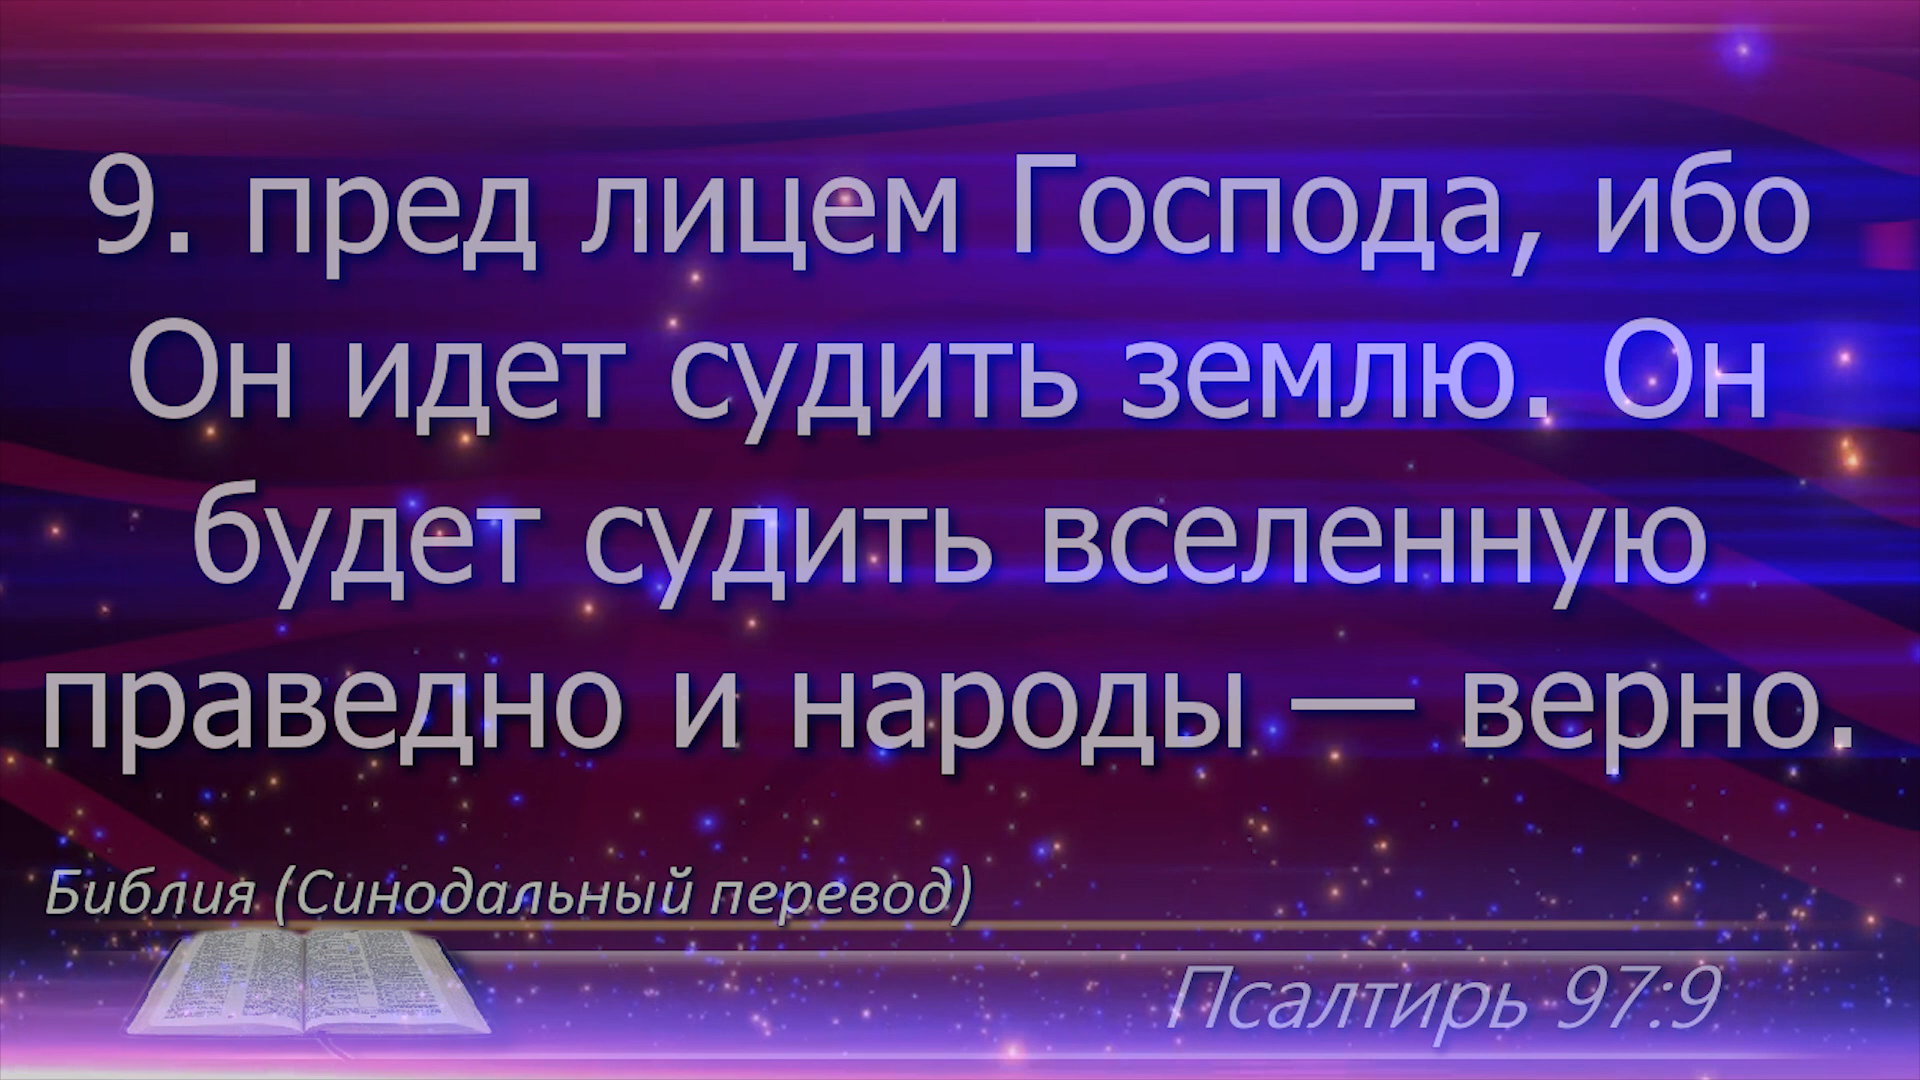 9. пред лицем Господа, ибо
Он идет судить землю. Он
будет судить вселенную
праведно и народы — верно.
Библия (Синодальный перевод)
Псалтирь 97:9